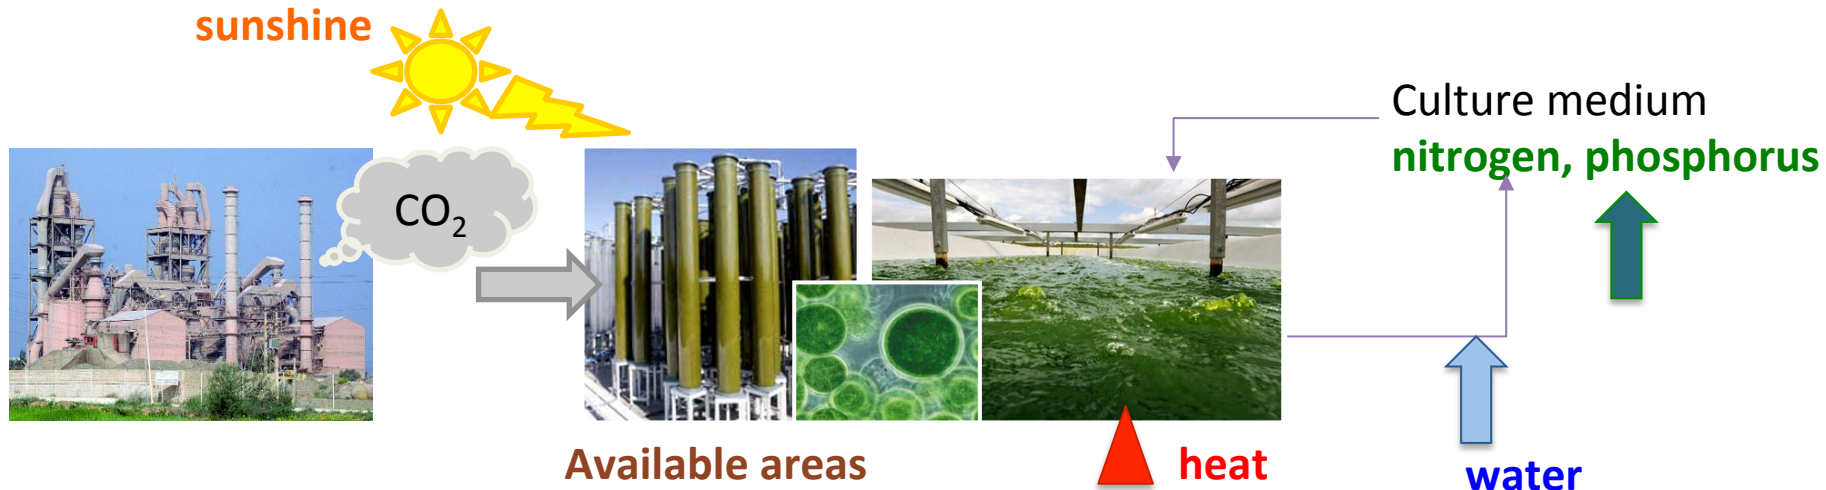 sunshine
CO₂
Culture medium
nitrogen, phosphorus
Available areas
heat
water